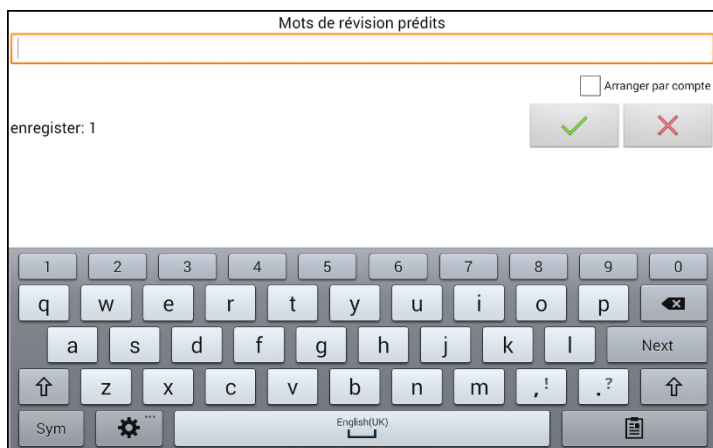 Mots de révision prédits
Arranger par compte
enregister: 1
1 2 3 4 5 6 7 8 9 0
q w e r t y u i o p
a s d f g h j k l Next
z x c v b n m ,! .?
Sym ... English(UK)